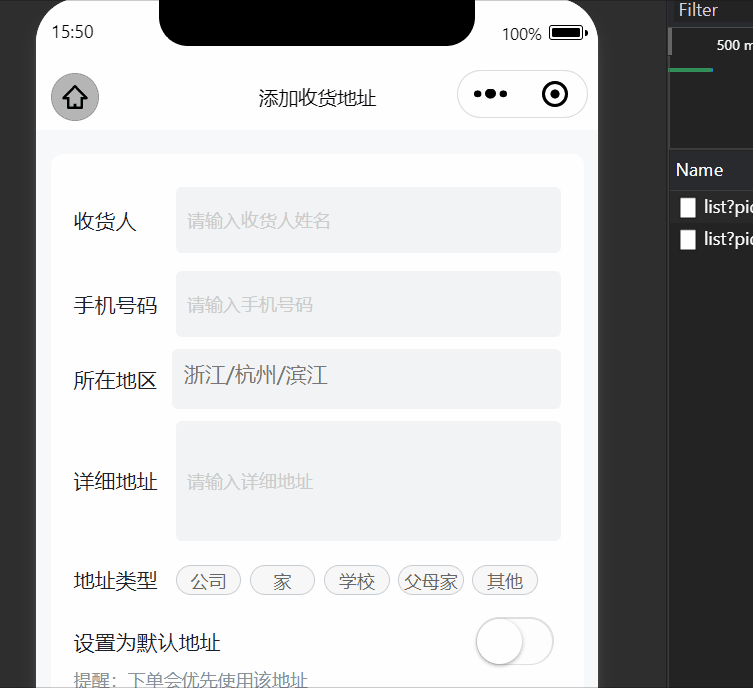 15:50
100%
添加收货地址
收货人
请输入收货人姓名
手机号码
请输入手机号码
所在地区
浙江/杭州/滨江
详细地址
请输入详细地址
地址类型
公司
家
学校
父母家
其他
设置为默认地址
提醒：下单会优先使用该地址
Filter
500 m
Name
list?pic
list?pic